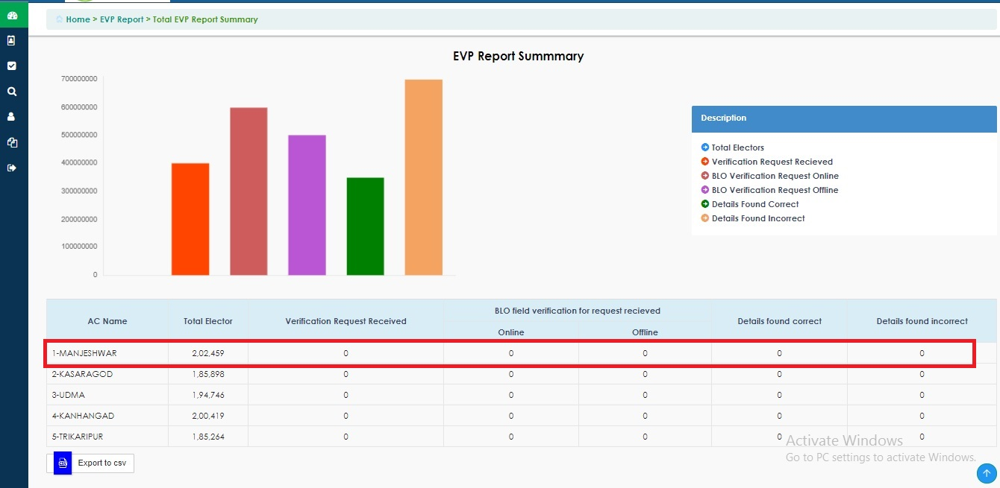 Home > EVP Report > Total EVP Report Summary
EVP Report Summmary
700000000
600000000
500000000
400000000
300000000
200000000
100000000
0
Description
Total Electors
Verification Request Recieved
BLO Verification Request Online
BLO Verification Request Offline
Details Found Correct
Details Found Incorrect
AC Name Total Elector Verification Request Received BLO field verification for request recieved Details found correct Details found incorrect
Online Offline
1-MANJESHWAR 2,02,459 0 0 0 0 0
2-KASARAGOD 1,85,898 0 0 0 0 0
3-UDMA 1,94,746 0 0 0 0 0
4-KANHANGAD 2,00,419 0 0 0 0 0
5-TRIKARIPUR 1,85,264 0 0 0 0 0
Export to csv
Activate Windows
Go to PC settings to activate Windows.